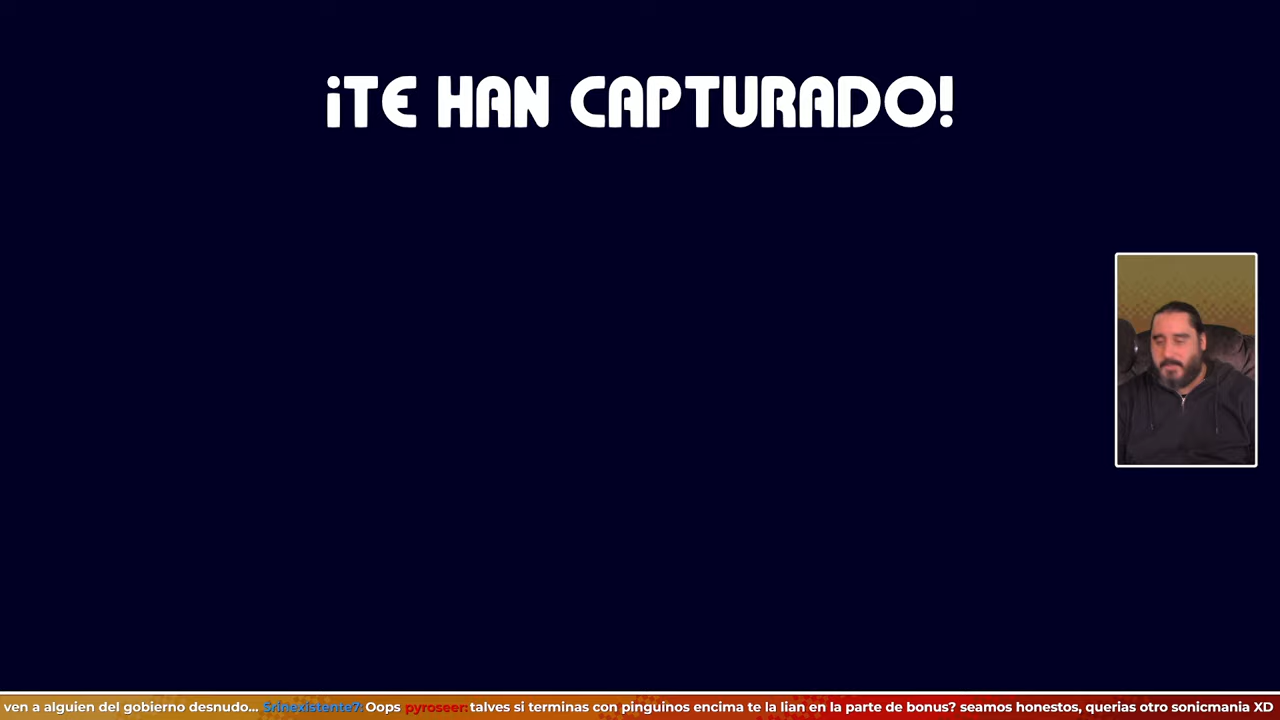 ¡TE HAN CAPTURADO!
ven a alguien del gobierno desnudo... Srinexistente?: Oops pyroseer: talves si terminas con pinguinos encima te la lian en la parte de bonus? seamos honestos, querias otro sonicmania XD